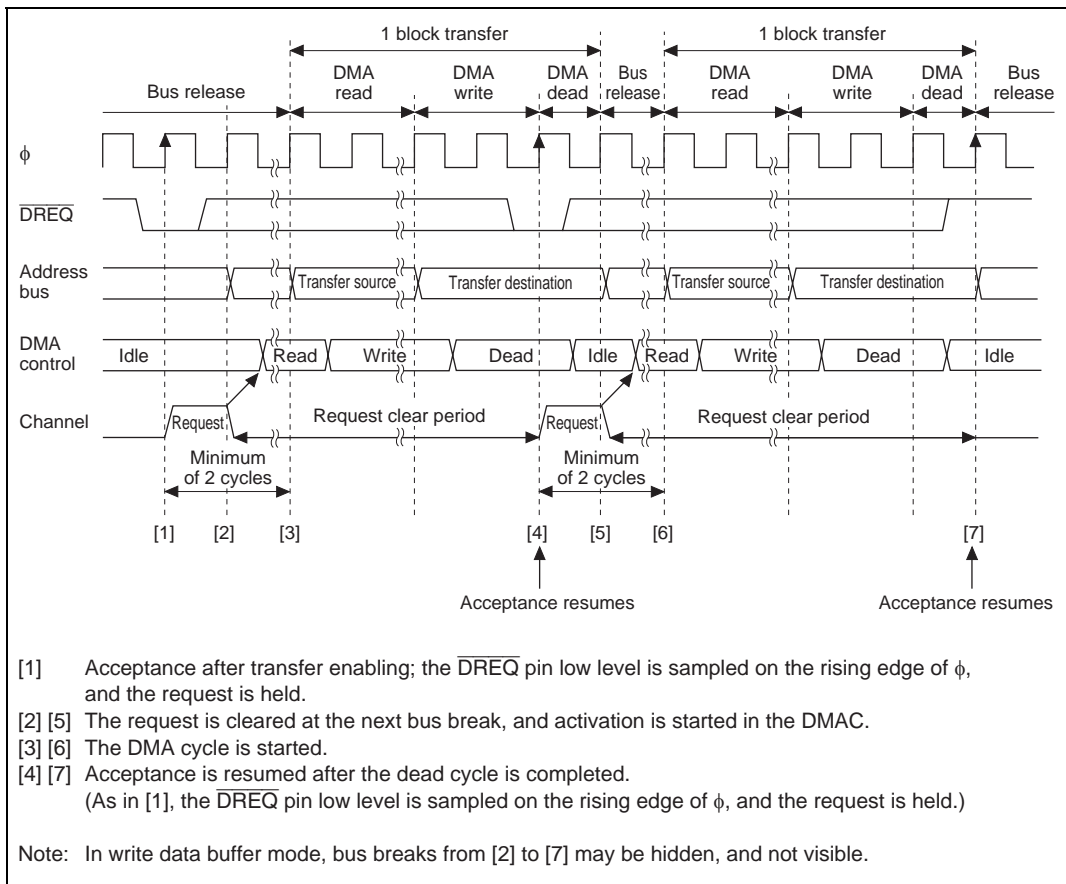 1 block transfer 1 block transfer
Bus release DMA read DMA write DMA dead Bus release DMA read DMA write DMA dead Bus release
φ
DREQ
Address bus Transfer source Transfer destination Transfer source Transfer destination
DMA control Idle Read Write Dead Idle Read Write Dead Idle
Channel Request Request clear period Request Request clear period
Minimum of 2 cycles Minimum of 2 cycles
[1] [2] [3] [4] [5] [6] [7]
Acceptance resumes Acceptance resumes
[1] Acceptance after transfer enabling; the DREQ pin low level is sampled on the rising edge of φ,
and the request is held.
[2] [5] The request is cleared at the next bus break, and activation is started in the DMAC.
[3] [6] The DMA cycle is started.
[4] [7] Acceptance is resumed after the dead cycle is completed.
(As in [1], the DREQ pin low level is sampled on the rising edge of φ, and the request is held.)
Note: In write data buffer mode, bus breaks from [2] to [7] may be hidden, and not visible.